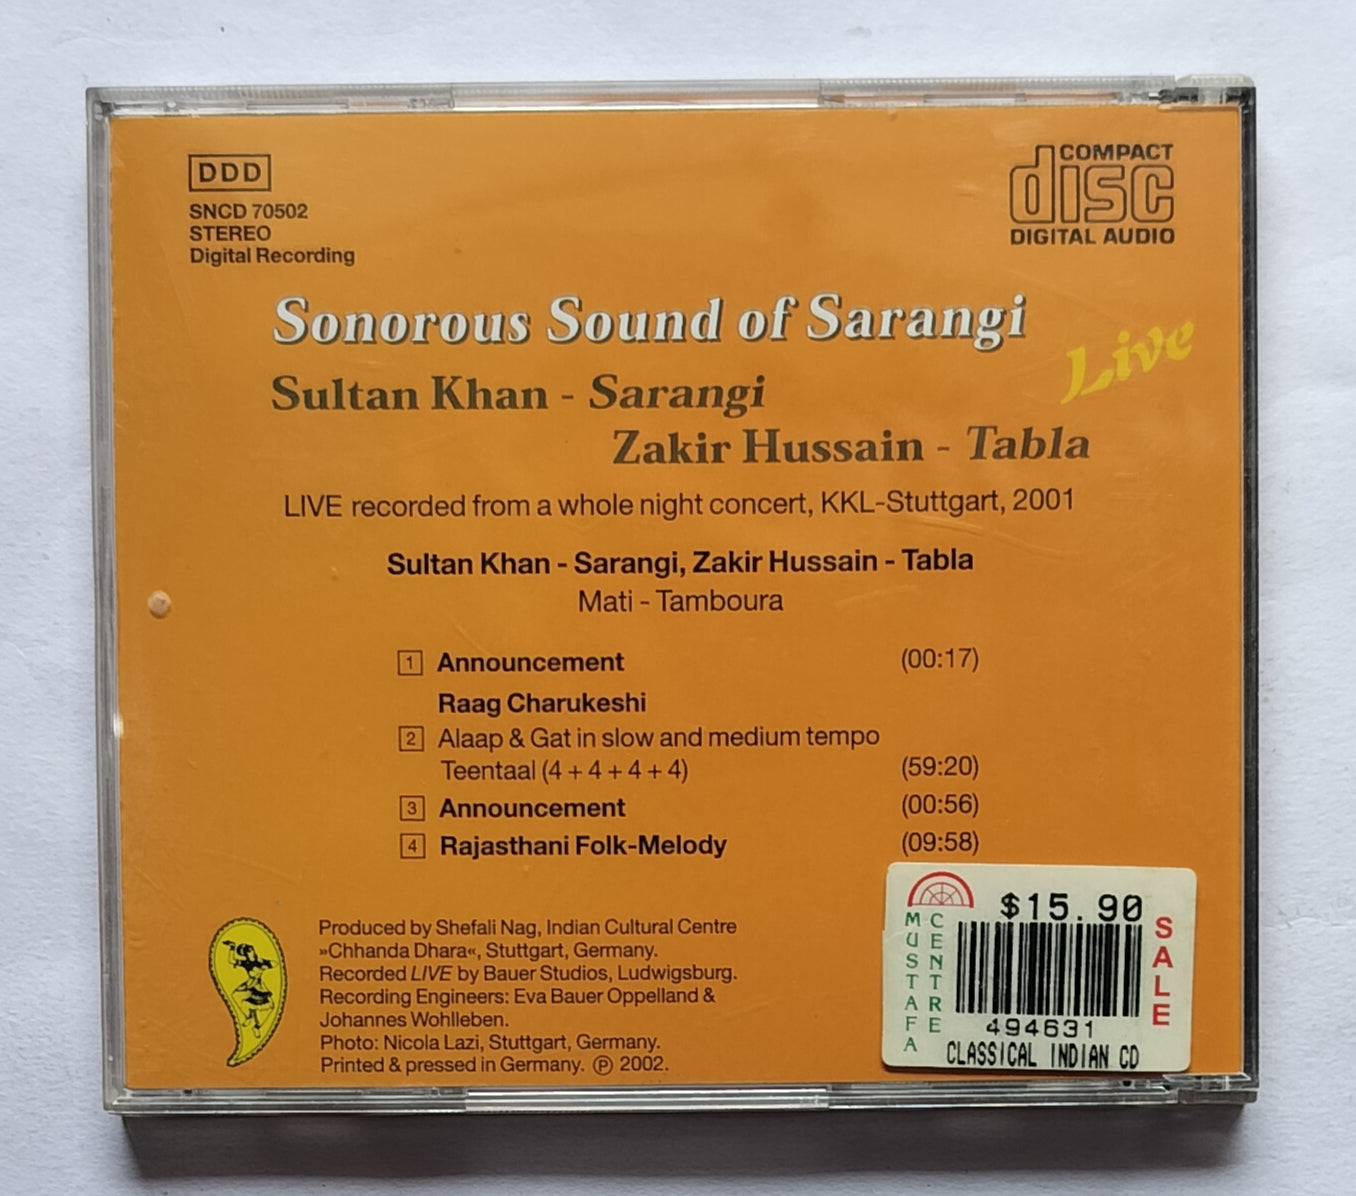 DDD
SNCD 70502
STEREO
Digital Recording
COMPACT
disc
DIGITAL AUDIO
Sonorous Sound of Sarangi
Live
Sultan Khan - Sarangi
Zakir Hussain - Tabla
LIVE recorded from a whole night concert, KKL-Stuttgart, 2001
Sultan Khan - Sarangi, Zakir Hussain - Tabla
Mati - Tamboura
1 Announcement (00:17)
Raag Charukeshi
2 Alaap & Gat in slow and medium tempo
Teentaal (4 + 4 + 4 + 4) (59:20)
3 Announcement (00:56)
4 Rajasthani Folk-Melody (09:58)
Produced by Shefali Nag, Indian Cultural Centre
»Chhanda Dhara«, Stuttgart, Germany.
Recorded LIVE by Bauer Studios, Ludwigsburg.
Recording Engineers: Eva Bauer Oppelland &
Johannes Wohlleben.
Photo: Nicola Lazi, Stuttgart, Germany.
Printed & pressed in Germany. ℗ 2002.
MUSTAFA
CENTRE
$15.90
SALE
494631
CLASSICAL INDIAN CD